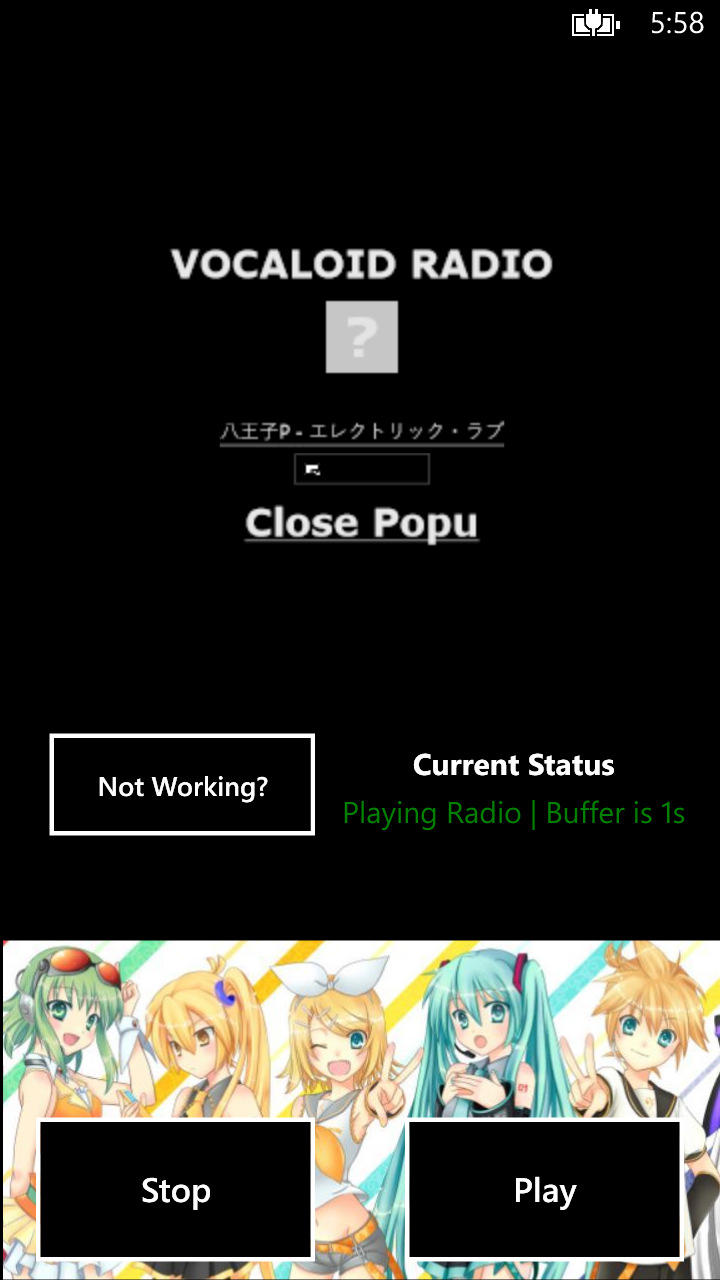 5:58
VOCALOID RADIO
?
八王子P - エレクトリック・ラブ
Close Popu
Not Working?
Current Status
Playing Radio | Buffer is 1s
01
Stop
Play